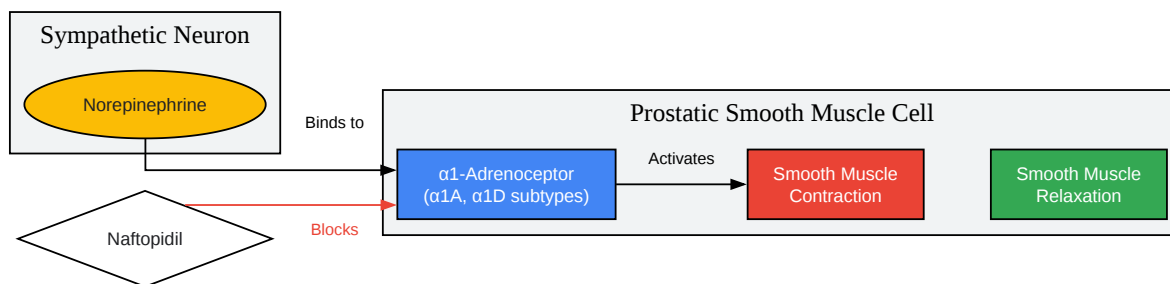 Sympathetic Neuron
Norepinephrine
Binds to
Prostatic Smooth Muscle Cell
α1-Adrenoceptor
(α1A, α1D subtypes)
Activates
Smooth Muscle
Contraction
Smooth Muscle
Relaxation
Naftopidil
Blocks